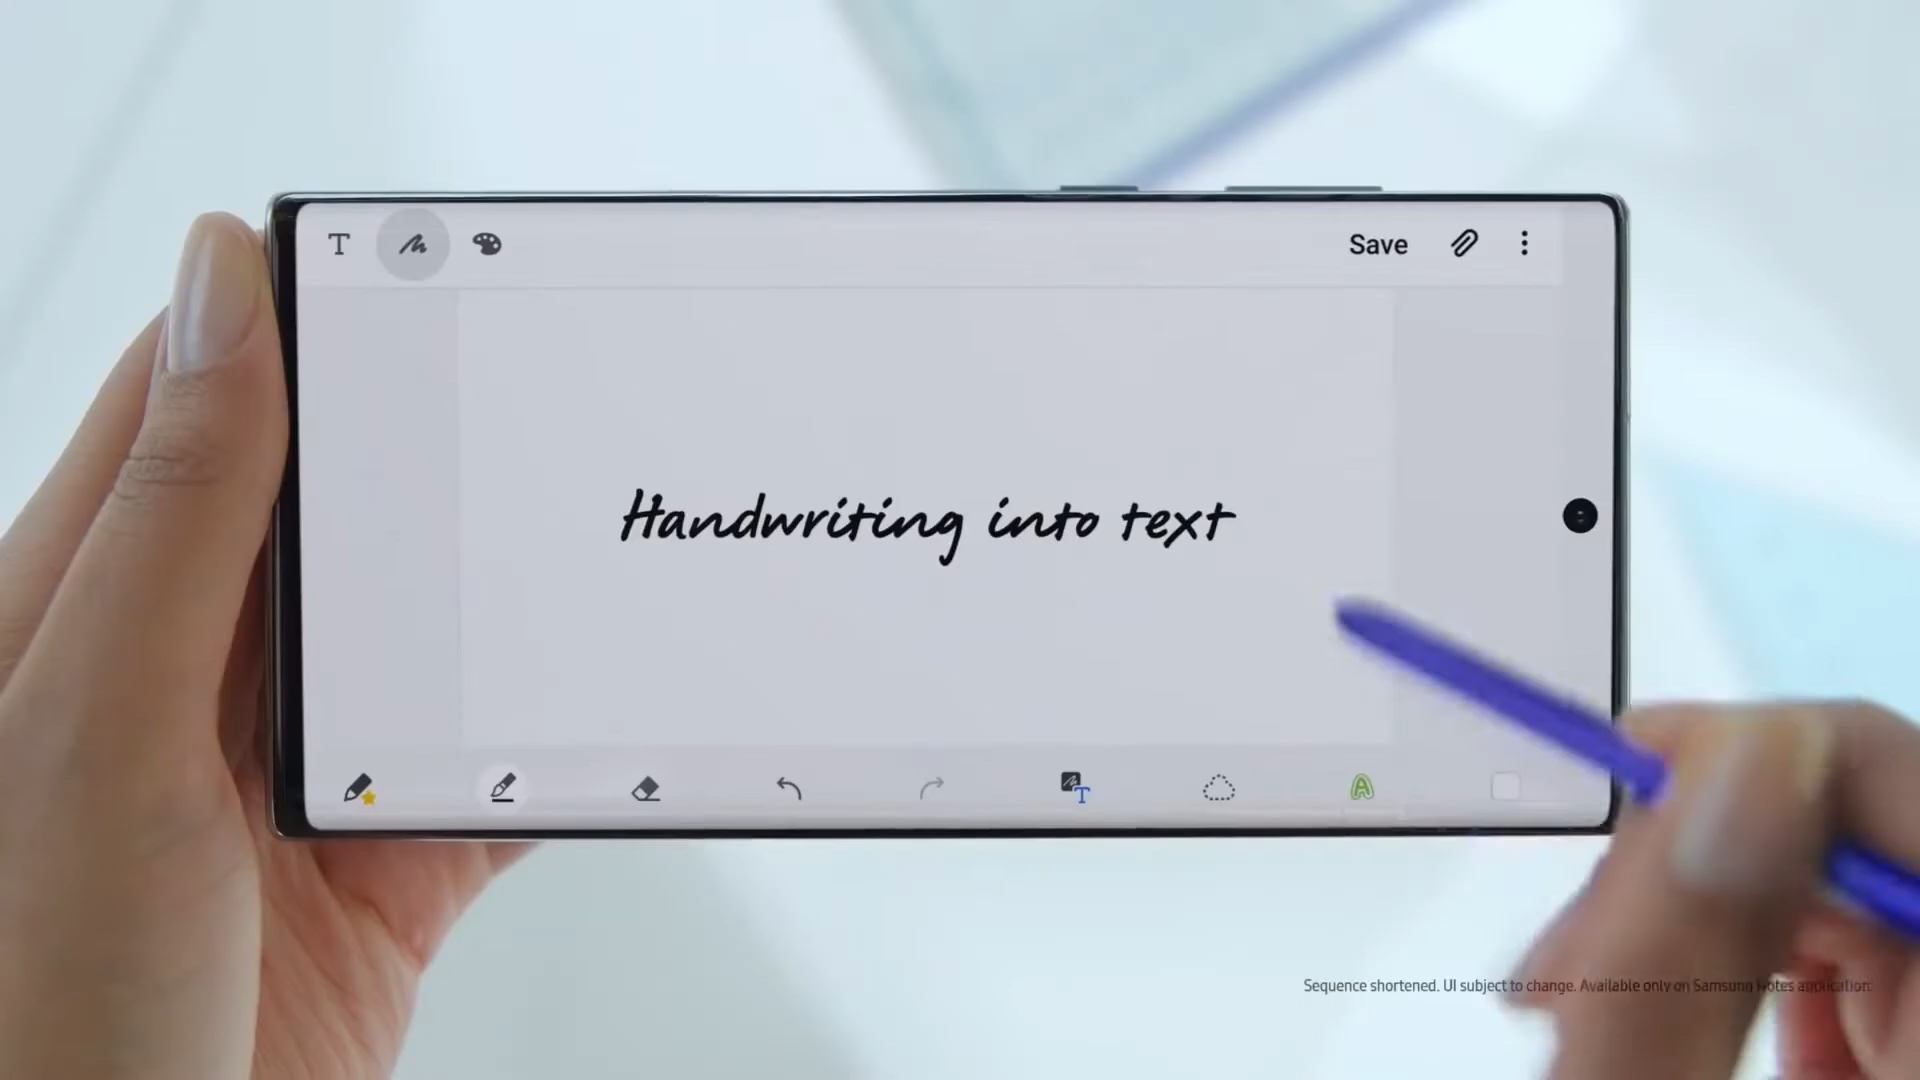 T
Save
Handwriting into text
T
A
Sequence shortened. UI subject to change. Available only on Samsung Notes application.